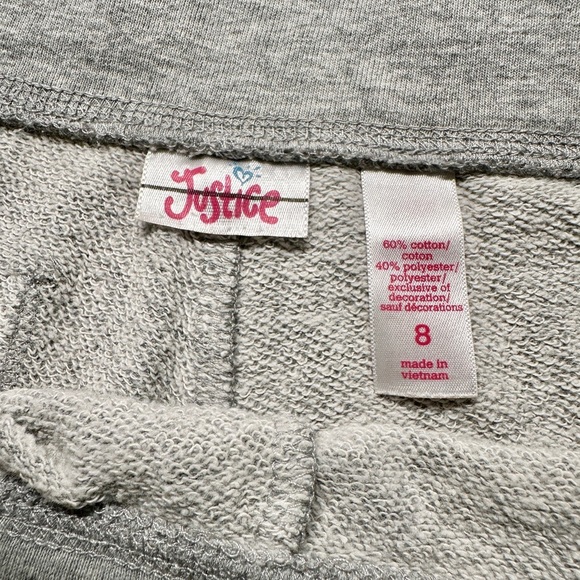 Justice
60% cotton/
coton
40% polyester/
polyester/
exclusive of
decoration/
sauf décorations
8
made in
vietnam